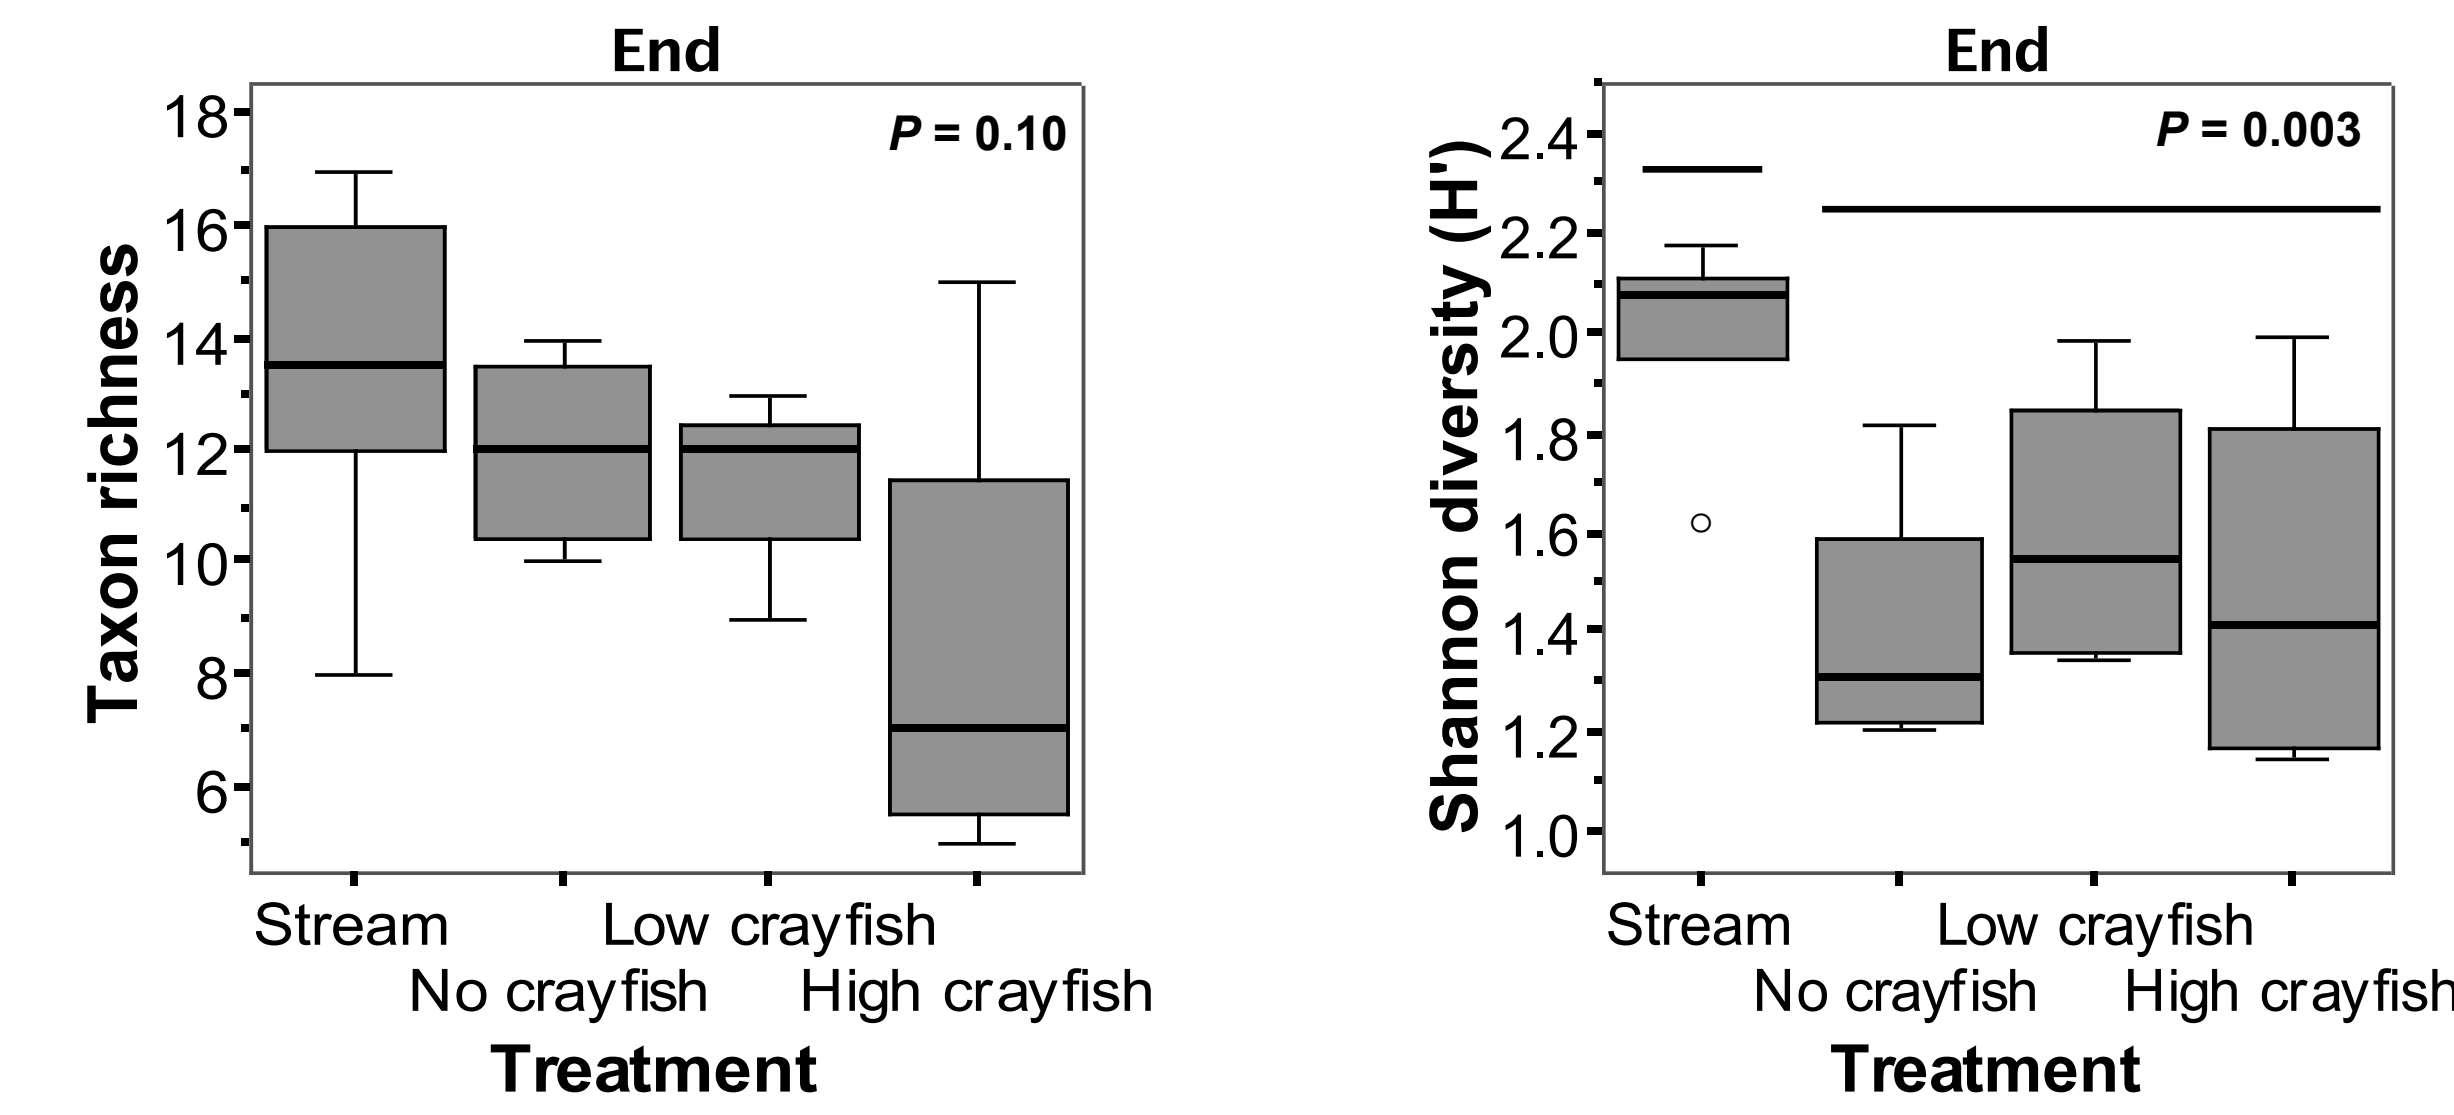 End
P = 0.10
Taxon richness
18
16
14
12
10
8
6
Stream
Low crayfish
No crayfish
High crayfish
Treatment
End
P = 0.003
Shannon diversity (H')
2.4
2.2
2.0
1.8
1.6
1.4
1.2
1.0
Stream
Low crayfish
No crayfish
High crayfish
Treatment